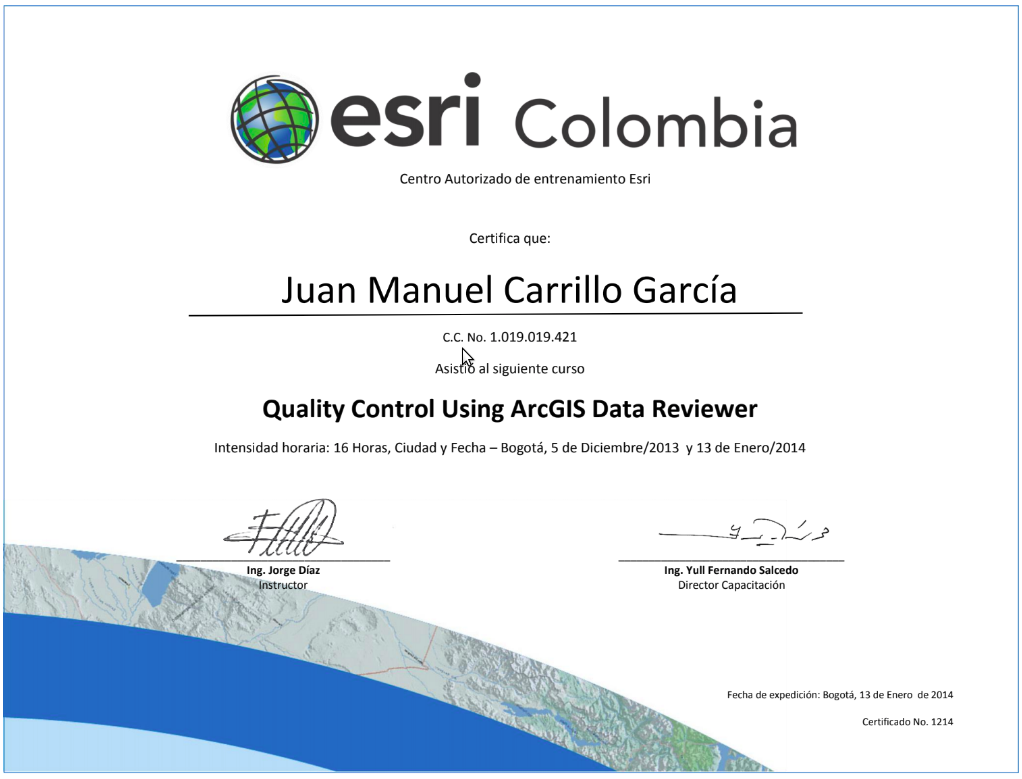 esri Colombia
Centro Autorizado de entrenamiento Esri
Certifica que:
Juan Manuel Carrillo García
C.C. No. 1.019.019.421
Asistió al siguiente curso
Quality Control Using ArcGIS Data Reviewer
Intensidad horaria: 16 Horas, Ciudad y Fecha – Bogotá, 5 de Diciembre/2013 y 13 de Enero/2014
Ing. Jorge Díaz
Instructor
Ing. Yull Fernando Salcedo
Director Capacitación
Fecha de expedición: Bogotá, 13 de Enero de 2014
Certificado No. 1214